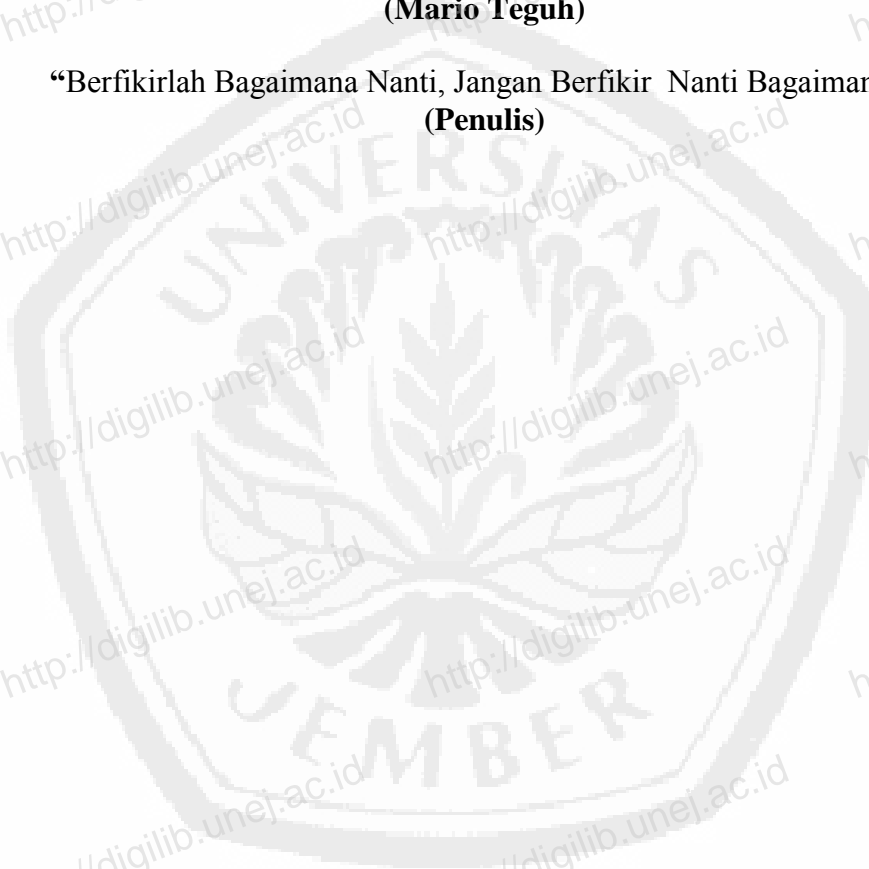 (Mario Teguh)
“Berfikirlah Bagaimana Nanti, Jangan Berfikir Nanti
(Penulis)
http://digilib.unej.ac.id
http://digilib.unej.ac.id
UNIVERSITAS
http://digilib.unej.ac.id
http://digilib.unej.ac.id
http://digilib.unej.ac.id
http://digilib.unej.ac.id
JEMBER
http://digilib.unej.ac.id
http://digilib.unej.ac.id